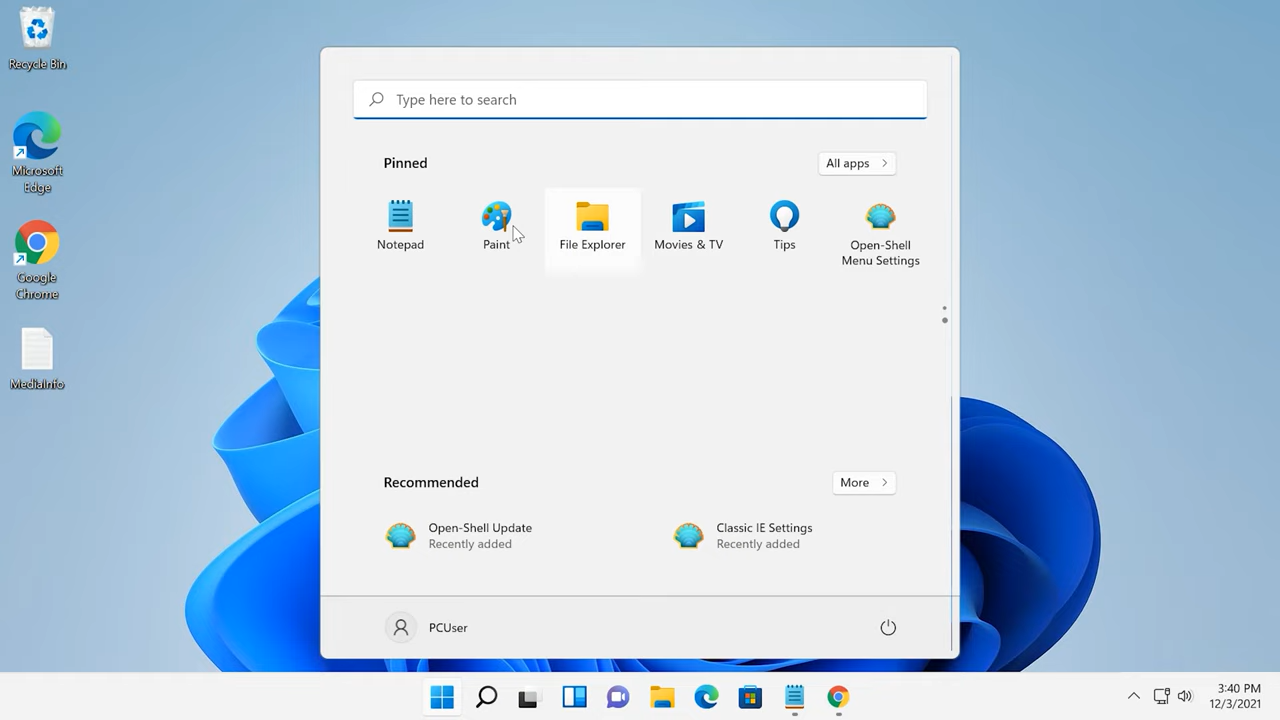 Recycle Bin
Microsoft
Edge
Google
Chrome
MediaInfo
Type here to search
Pinned
All apps
Notepad
Paint
File Explorer
Movies & TV
Tips
Open-Shell
Menu Settings
Recommended
More
Open-Shell Update
Recently added
Classic IE Settings
Recently added
PCUser
3:40 PM
12/3/2021